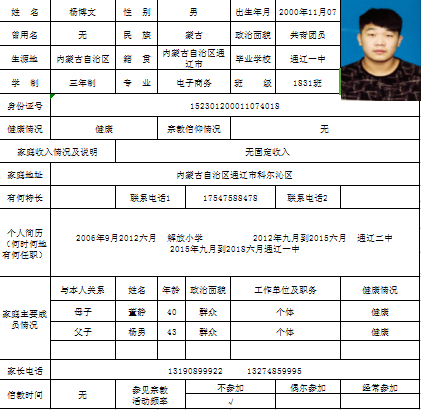 姓 名 杨博文 性 别 男 出生年月 2000年11月07
曾用名 无 民 族 蒙古 政治面貌 共青团员
生源地 内蒙古自治区 籍 贯 内蒙古自治区通辽市 毕业学校 通辽一中
学 制 三年制 专 业 电子商务 班 级 1831班
身份证号 152301200011074018
健康情况 健康 宗教信仰情况 无
家庭收入情况及说明 无固定收入
家庭地址 内蒙古自治区通辽市科尔沁区
有何特长 联系电话1 17547588478 联系电话2
个人简历（何时何地有何任职） 2006年9月2012六月 解放小学 2012年九月到2015六月 通辽二中
2015年九月到2018六月通辽一中
家庭主要成员情况 与本人关系 姓名 年龄 政治面貌 工作单位及职务 健康情况
母子 董静 40 群众 个体 健康
父子 杨勇 43 群众 个体 健康
家长电话 13190899922 13274859995
信教时间 无 参见宗教活动频率 不参加 偶尔参加 经常参加
√